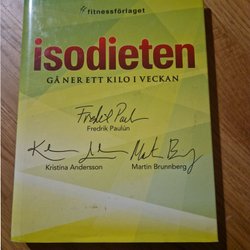 fitnessförlaget
isodieten
GÅ NER ETT KILO I VECKAN
Fredrik Paulún
Kristina Andersson Martin Brunnberg